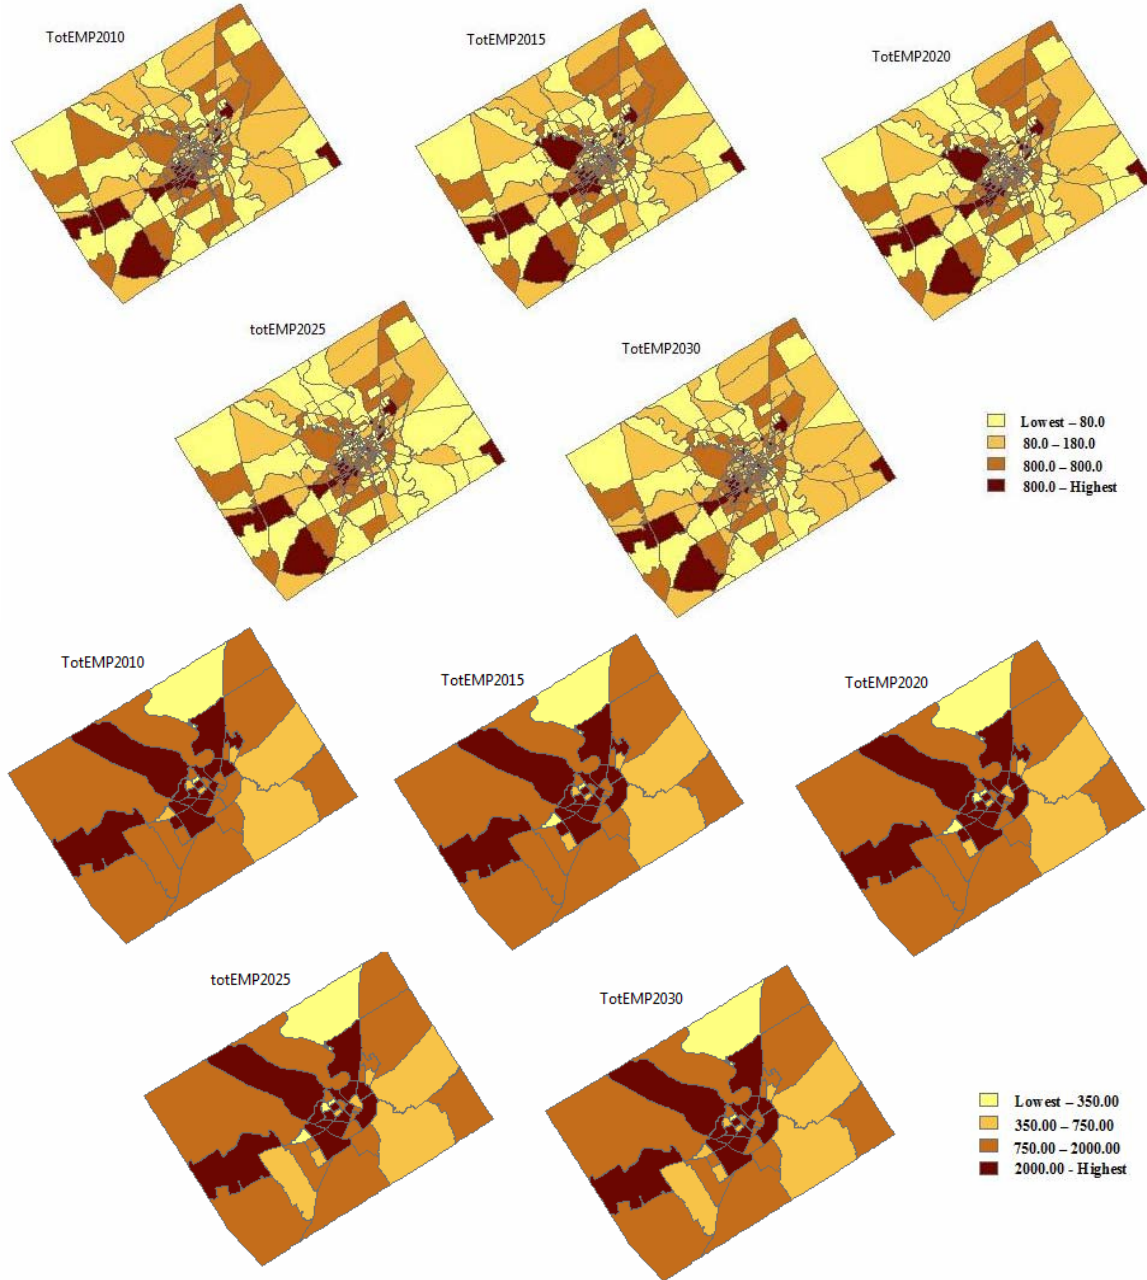 TotEMP2010
TotEMP2015
TotEMP2020
totEMP2025
TotEMP2030
Lowest – 80.0
80.0 – 180.0
800.0 – 800.0
800.0 – Highest
TotEMP2010
TotEMP2015
TotEMP2020
totEMP2025
TotEMP2030
Lowest – 350.00
350.00 – 750.00
750.00 – 2000.00
2000.00 - Highest